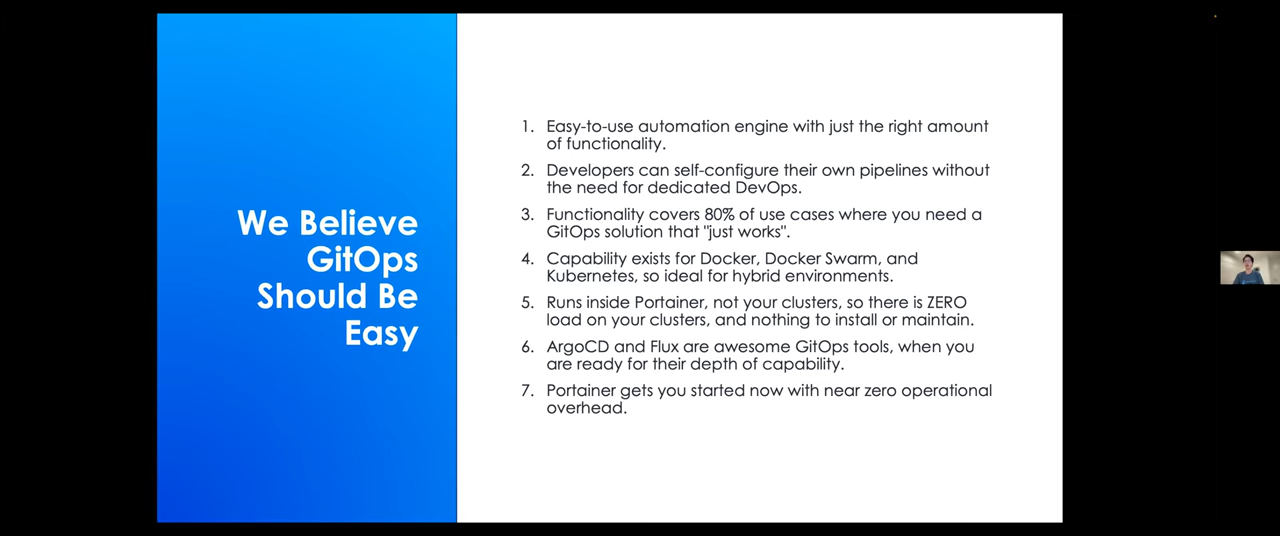 We Believe
GitOps
Should Be
Easy
1. Easy-to-use automation engine with just the right amount
of functionality.
2. Developers can self-configure their own pipelines without
the need for dedicated DevOps.
3. Functionality covers 80% of use cases where you need a
GitOps solution that "just works".
4. Capability exists for Docker, Docker Swarm, and
Kubernetes, so ideal for hybrid environments.
5. Runs inside Portainer, not your clusters, so there is ZERO
load on your clusters, and nothing to install or maintain.
6. ArgoCD and Flux are awesome GitOps tools, when you
are ready for their depth of capability.
7. Portainer gets you started now with near zero operational
overhead.